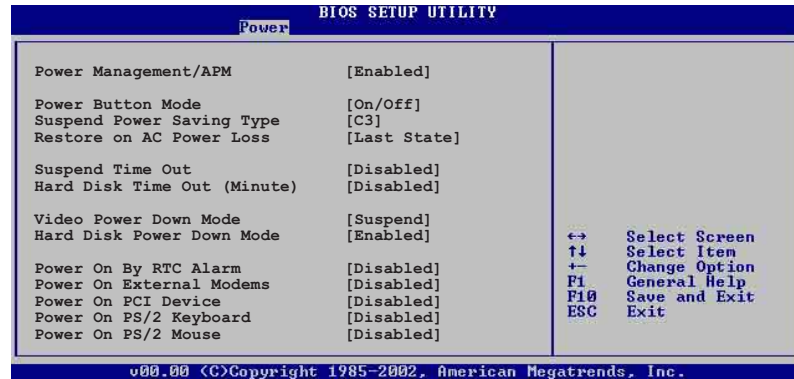 BIOS SETUP UTILITY
Power
Power Management/APM [Enabled]
Power Button Mode [On/Off]
Suspend Power Saving Type [C3]
Restore on AC Power Loss [Last State]
Suspend Time Out [Disabled]
Hard Disk Time Out (Minute) [Disabled]
Video Power Down Mode [Suspend]
Hard Disk Power Down Mode [Enabled]
Power On By RTC Alarm [Disabled]
Power On External Modems [Disabled]
Power On PCI Device [Disabled]
Power On PS/2 Keyboard [Disabled]
Power On PS/2 Mouse [Disabled]
↔ Select Screen
↑↓ Select Item
+- Change Option
F1 General Help
F10 Save and Exit
ESC Exit
v00.00 (C)Copyright 1985-2002, American Megatrends, Inc.